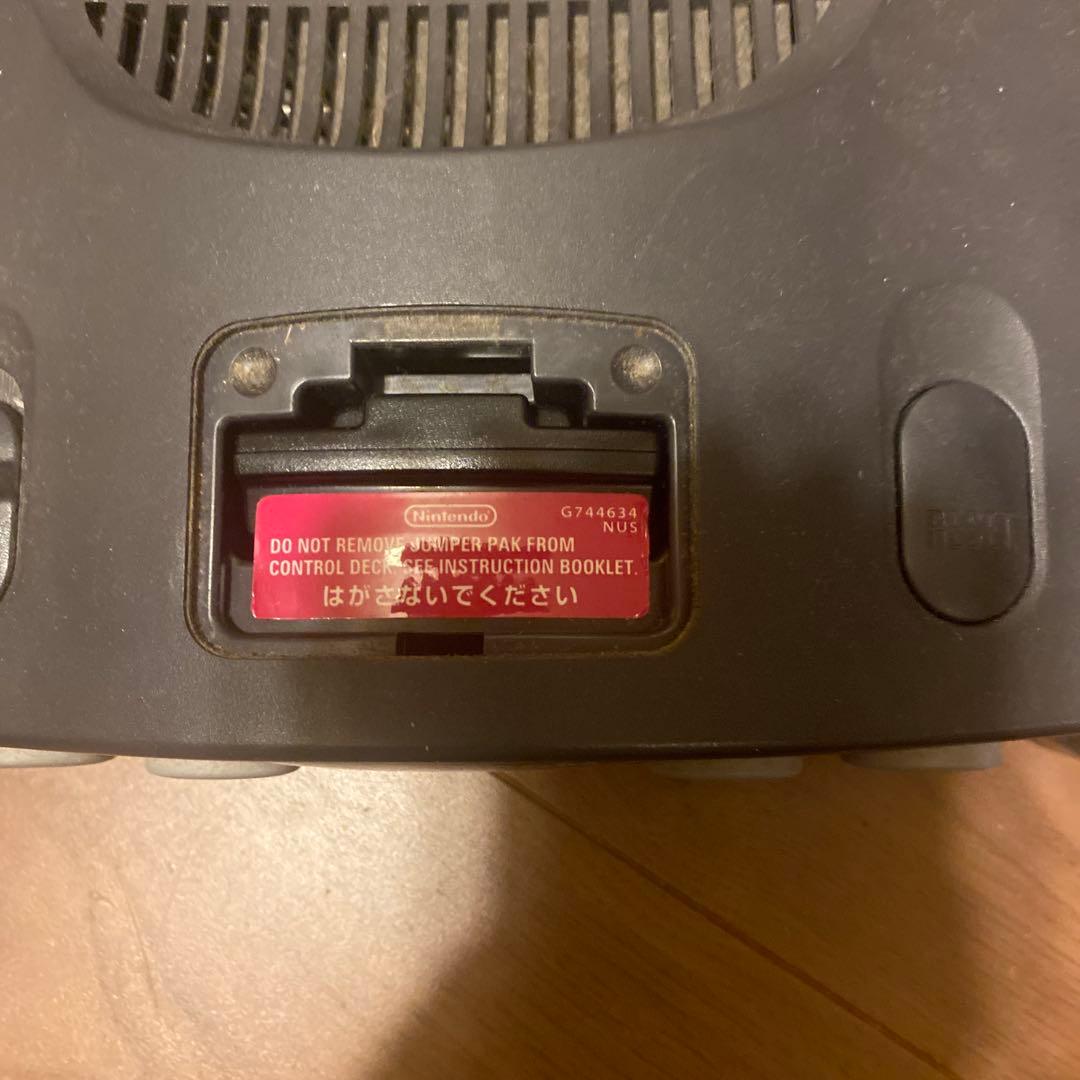 Nintendo
G744634
NUS
DO NOT REMOVE JUMPER PAK FROM
CONTROL DECK. SEE INSTRUCTION BOOKLET.
はがさないでください
RESET